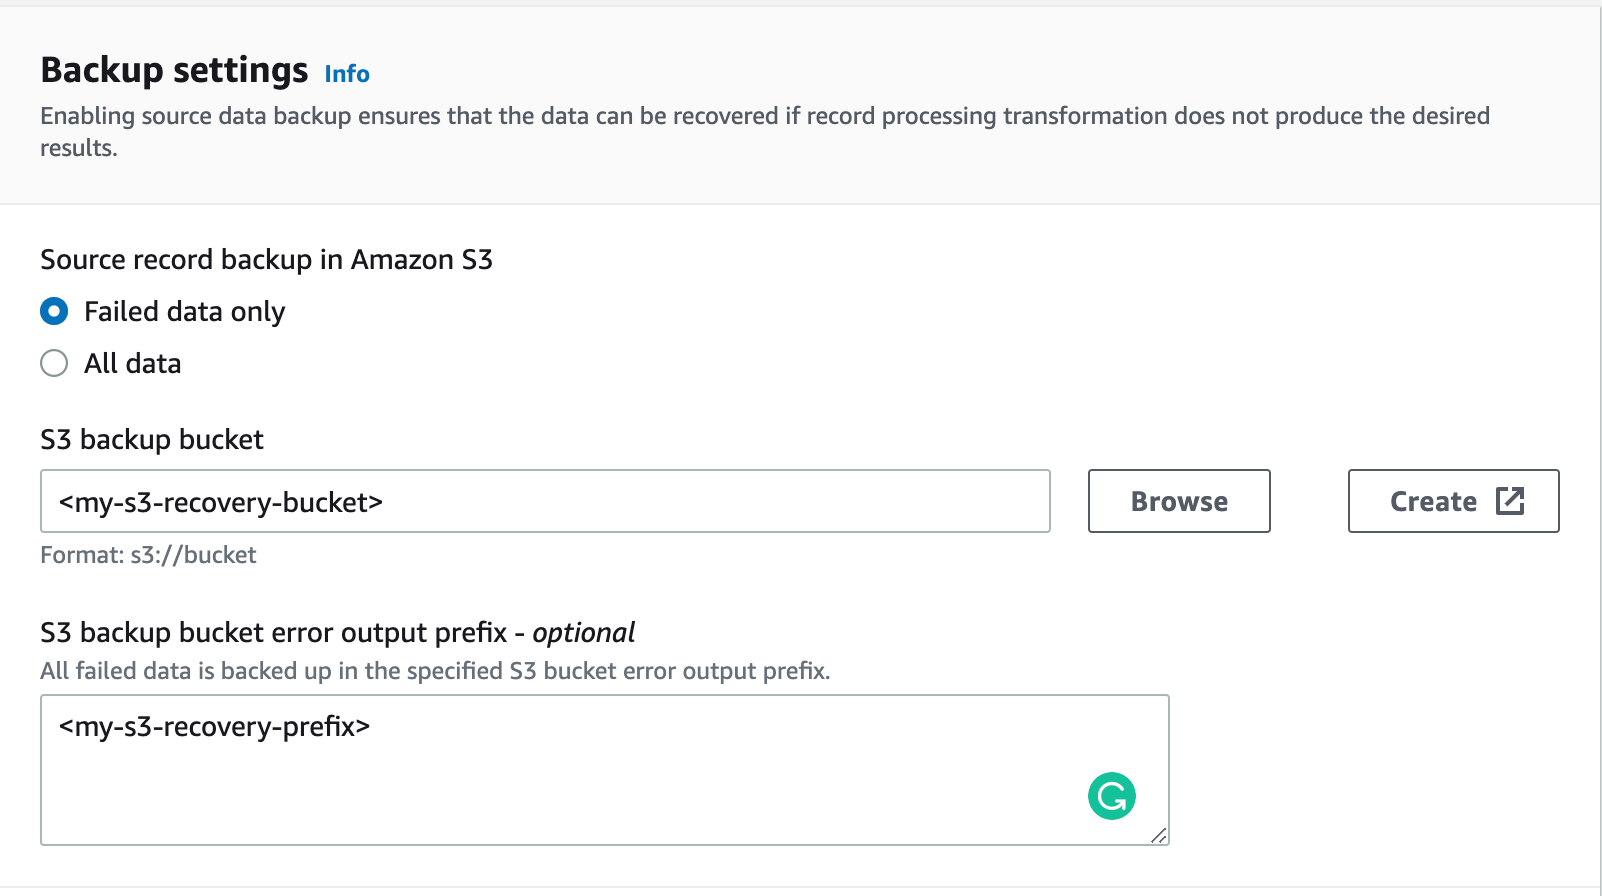 Backup settings Info
Enabling source data backup ensures that the data can be recovered if record processing transformation does not produce the desired
results.
Source record backup in Amazon S3
Failed data only
All data
S3 backup bucket
<my-s3-recovery-bucket> Browse Create
Format: s3://bucket
S3 backup bucket error output prefix - optional
All failed data is backed up in the specified S3 bucket error output prefix.
<my-s3-recovery-prefix>